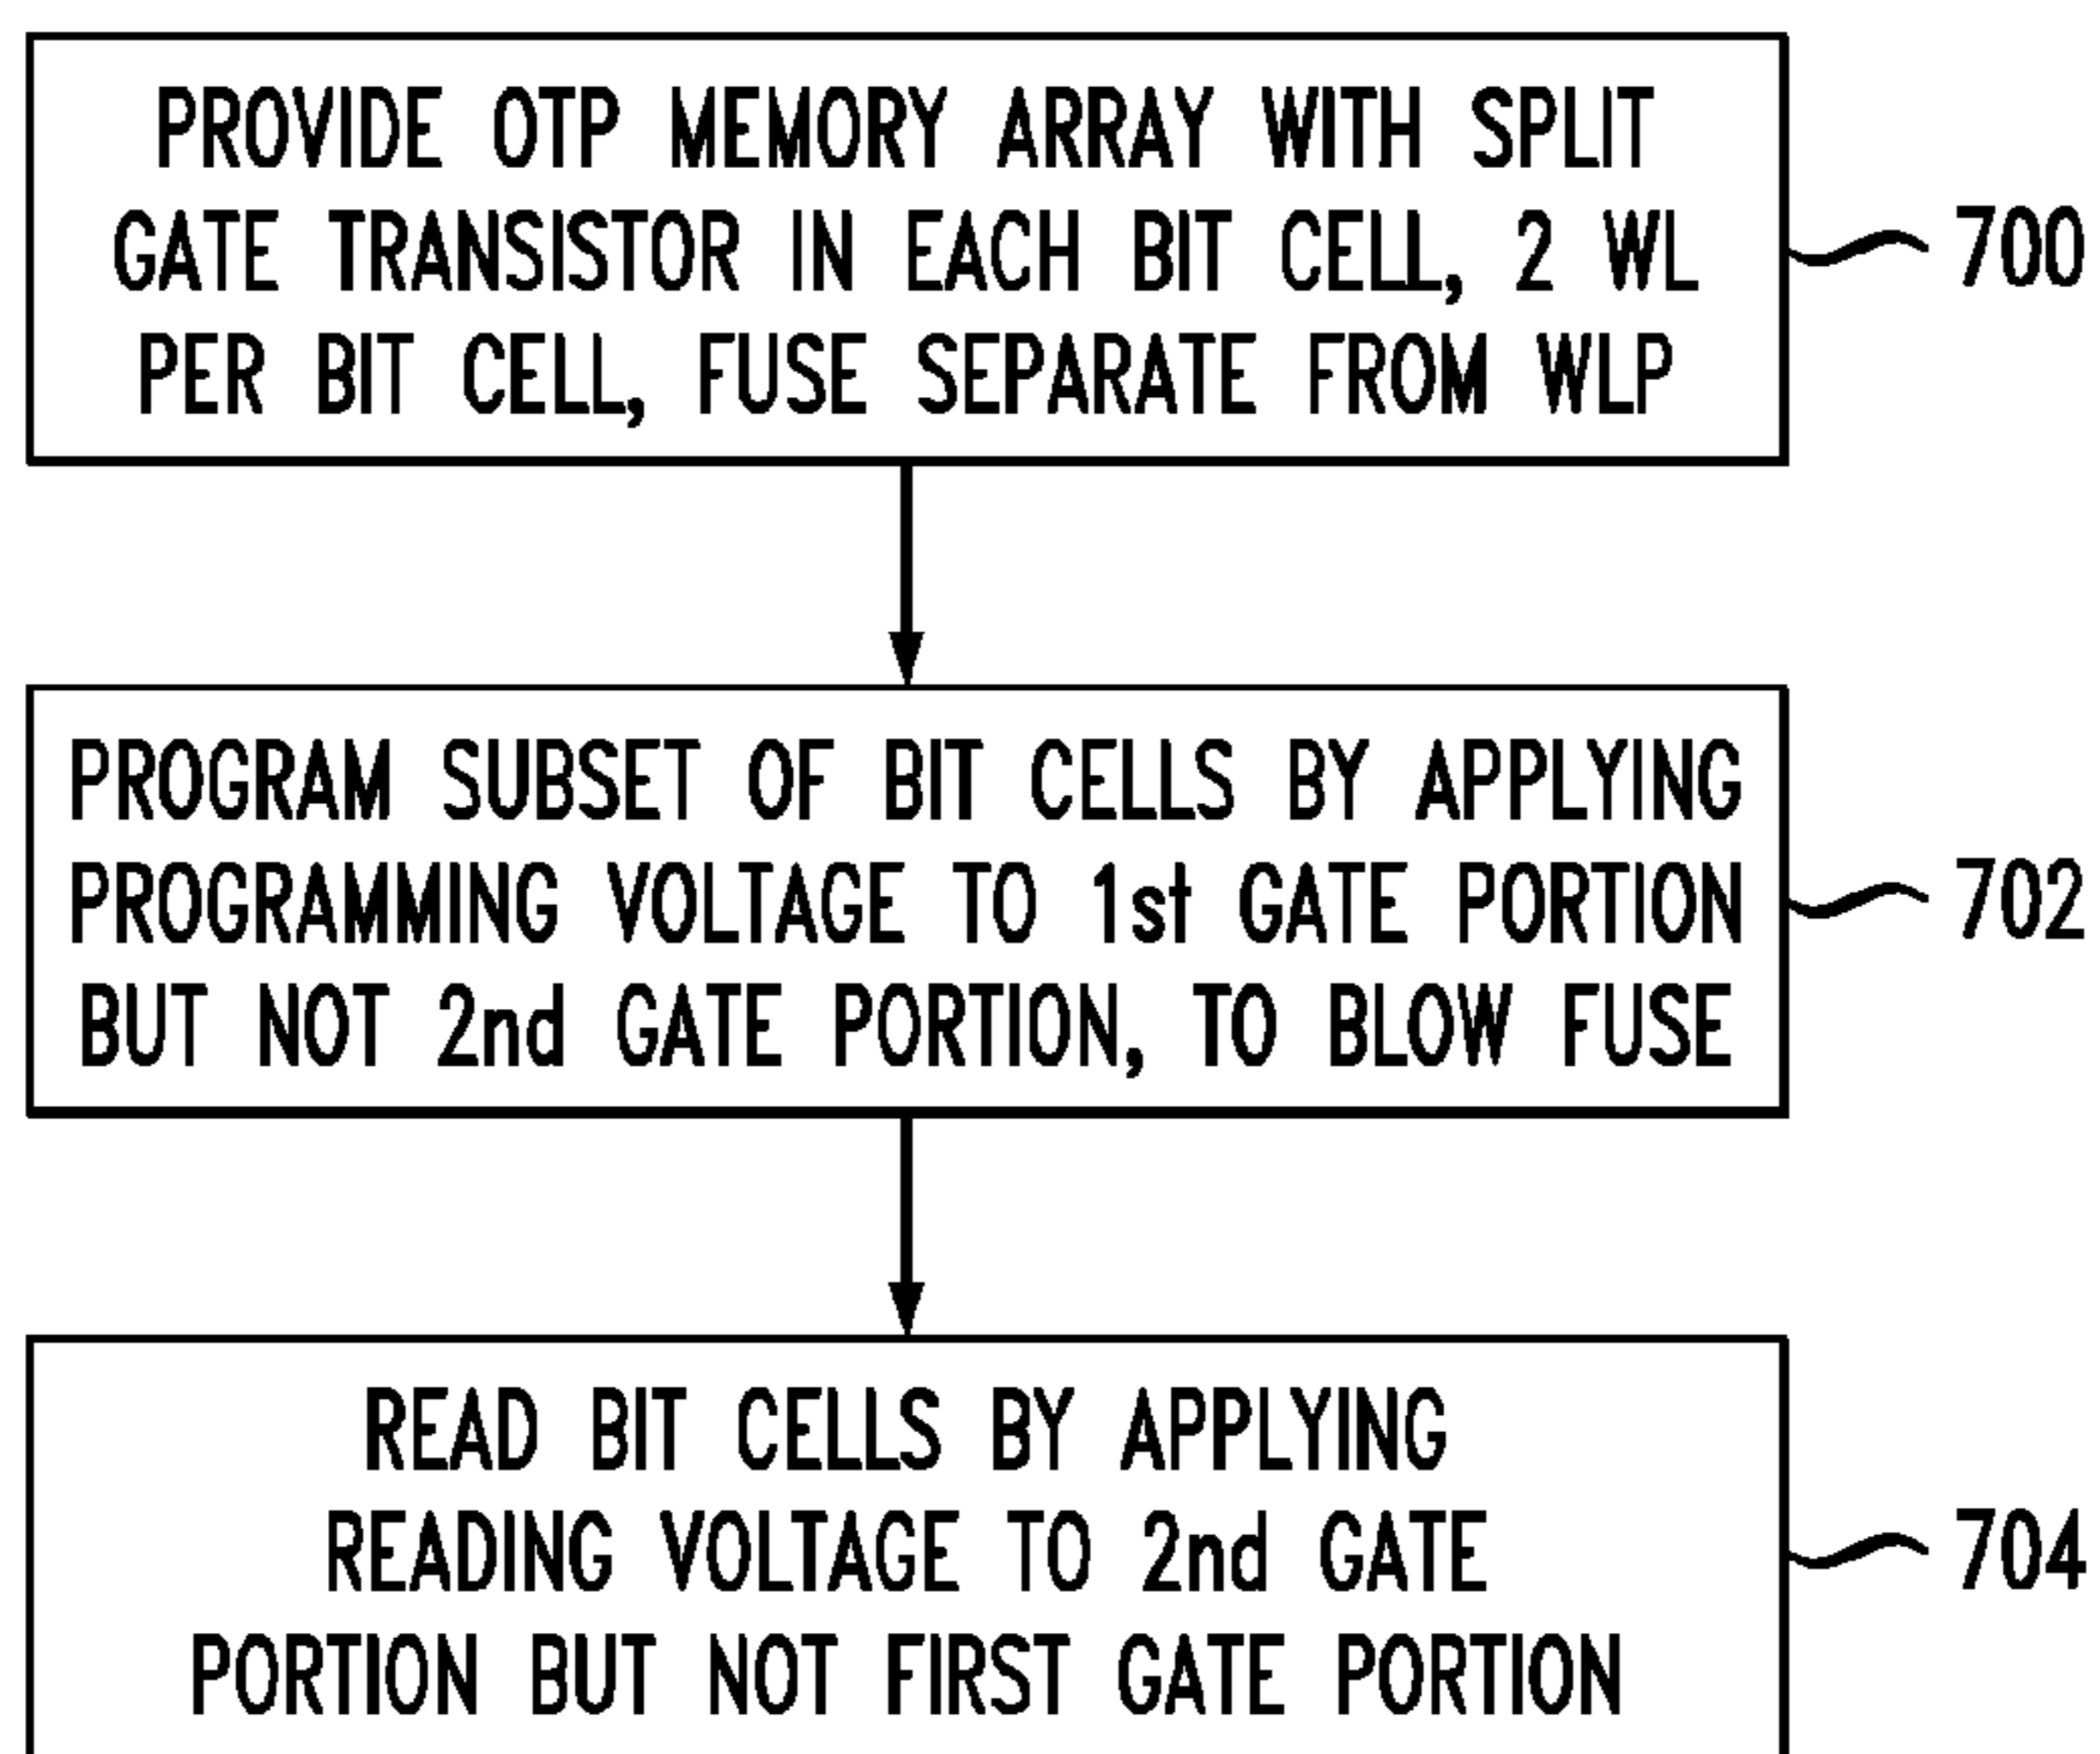 PROVIDE OTP MEMORY ARRAY WITH SPLIT
GATE TRANSISTOR IN EACH BIT CELL, 2 WL
PER BIT CELL, FUSE SEPARATE FROM WLP
700
PROGRAM SUBSET OF BIT CELLS BY APPLYING
PROGRAMMING VOLTAGE TO 1st GATE PORTION
BUT NOT 2nd GATE PORTION, TO BLOW FUSE
702
READ BIT CELLS BY APPLYING
READING VOLTAGE TO 2nd GATE
PORTION BUT NOT FIRST GATE PORTION
704